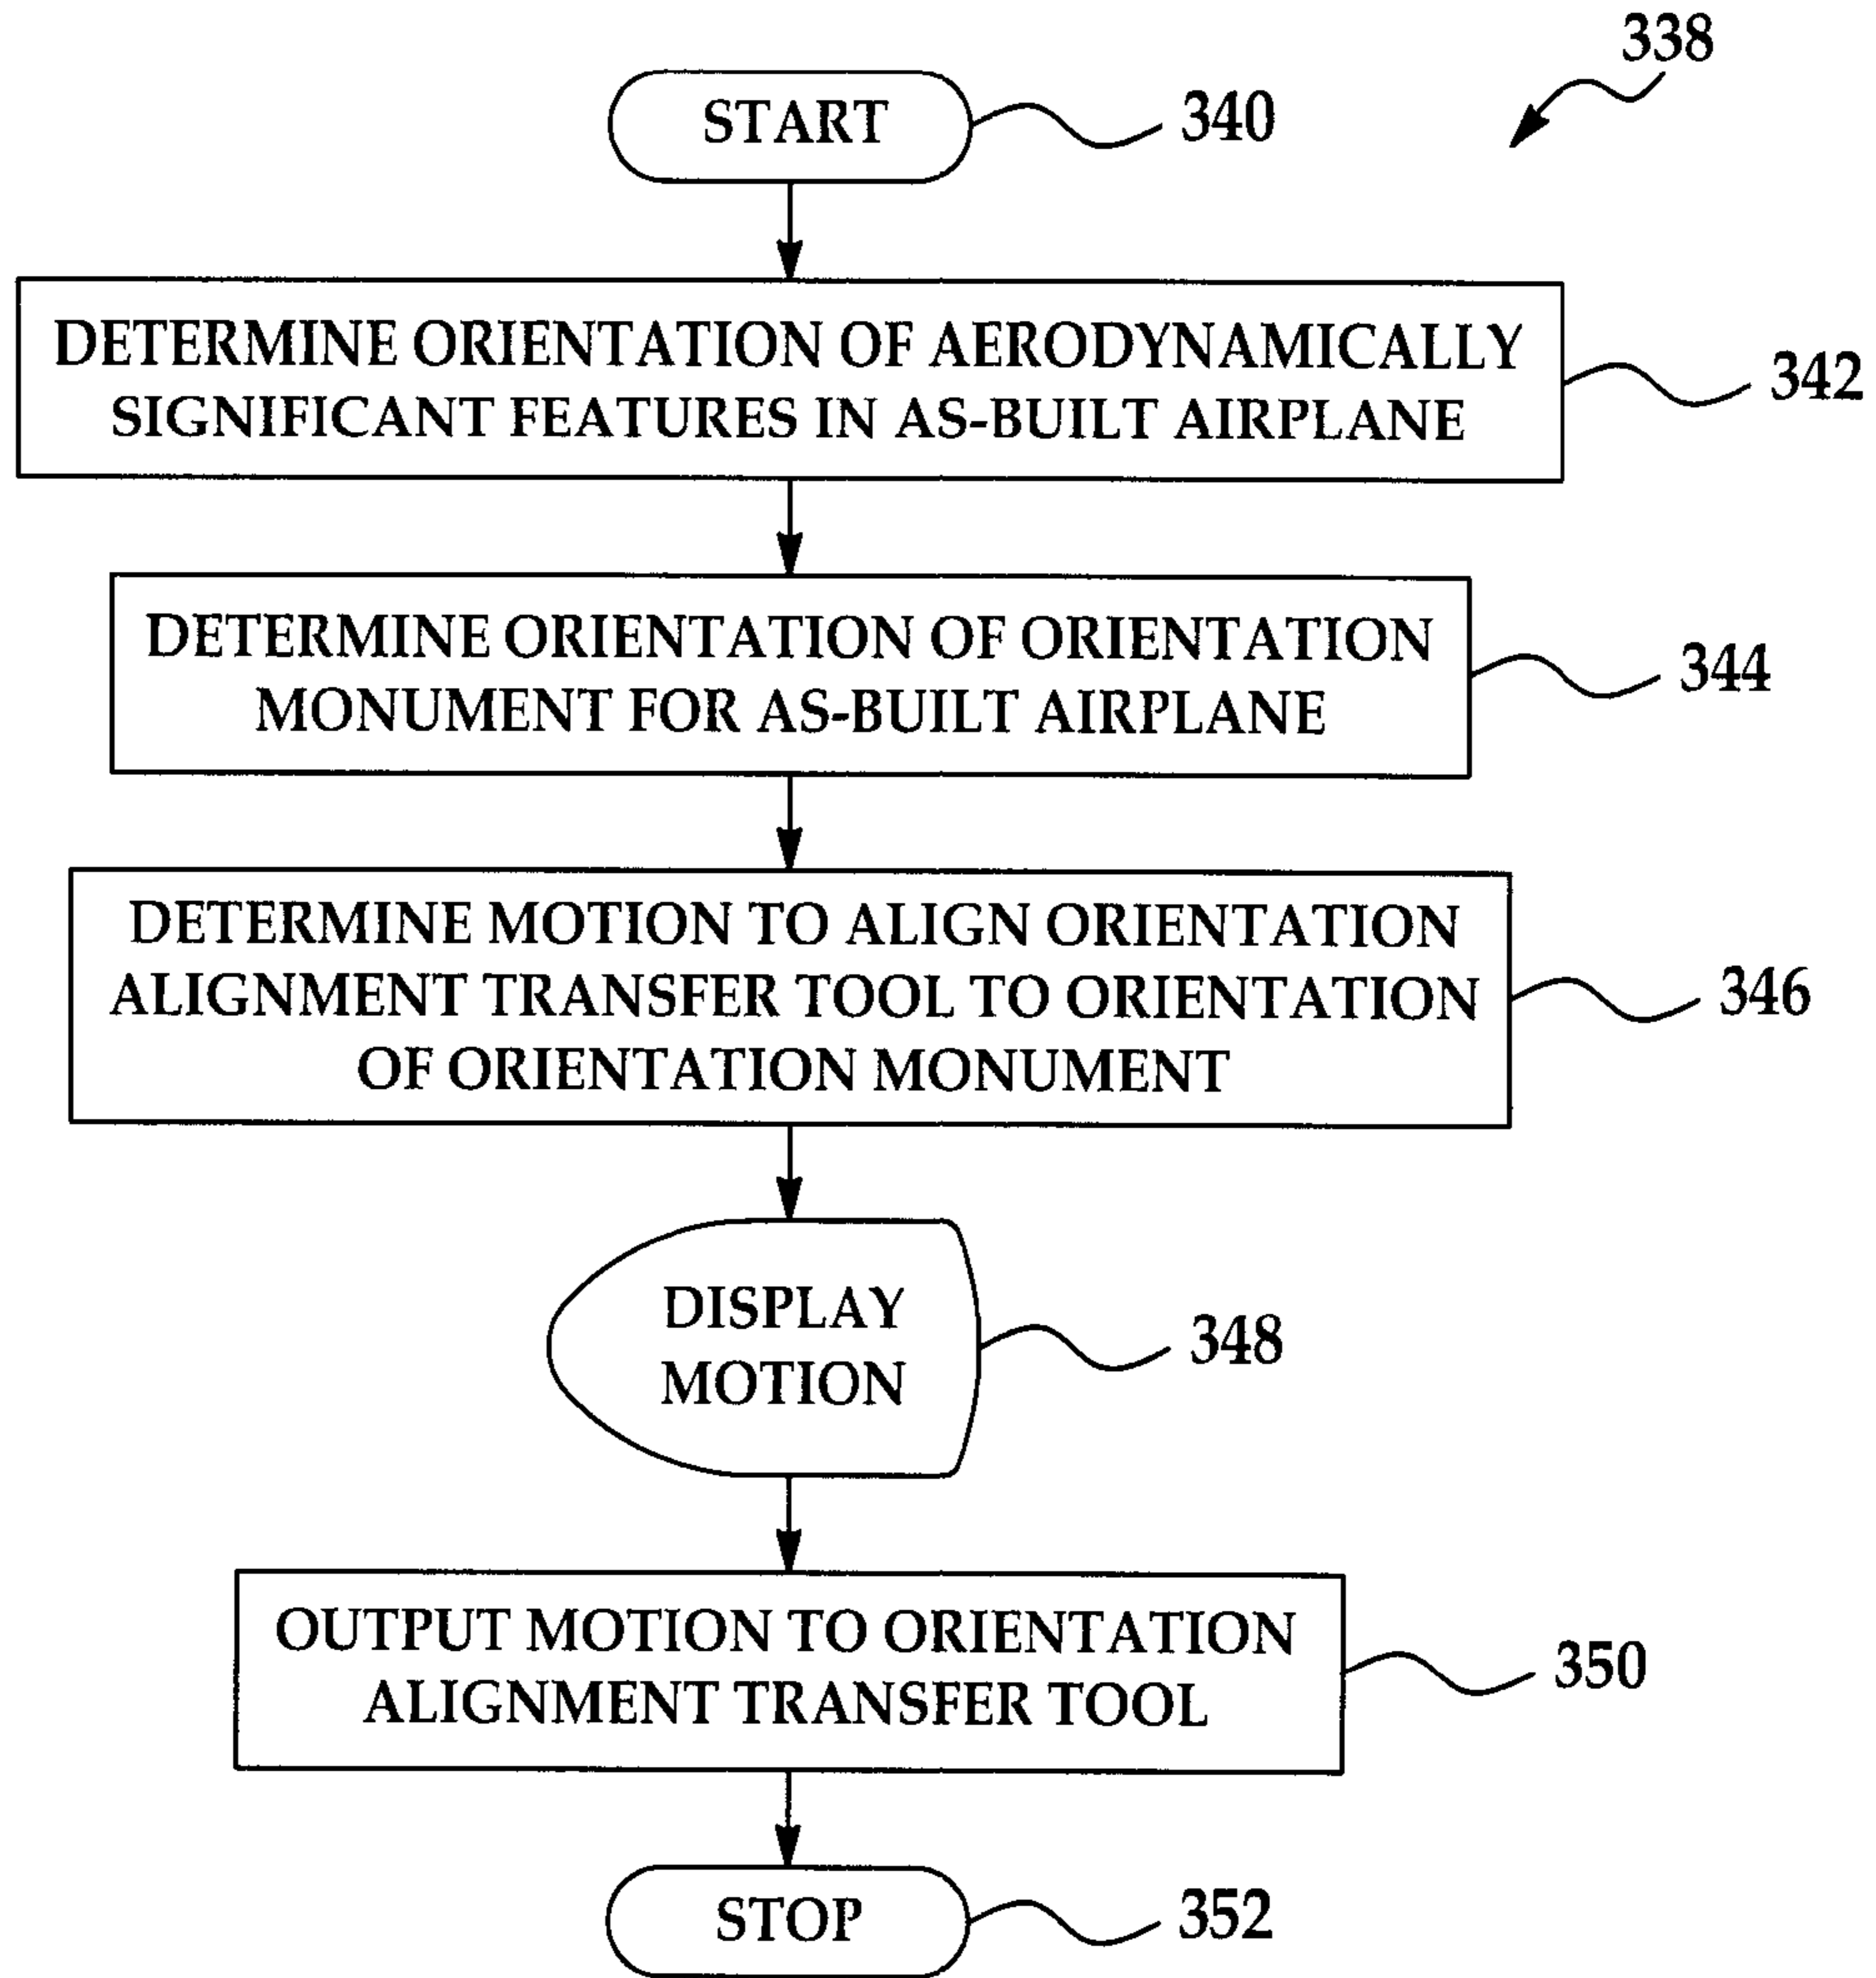 338
START
340
DETERMINE ORIENTATION OF AERODYNAMICALLY
SIGNIFICANT FEATURES IN AS-BUILT AIRPLANE
342
DETERMINE ORIENTATION OF ORIENTATION
MONUMENT FOR AS-BUILT AIRPLANE
344
DETERMINE MOTION TO ALIGN ORIENTATION
ALIGNMENT TRANSFER TOOL TO ORIENTATION
OF ORIENTATION MONUMENT
346
DISPLAY
MOTION
348
OUTPUT MOTION TO ORIENTATION
ALIGNMENT TRANSFER TOOL
350
STOP
352